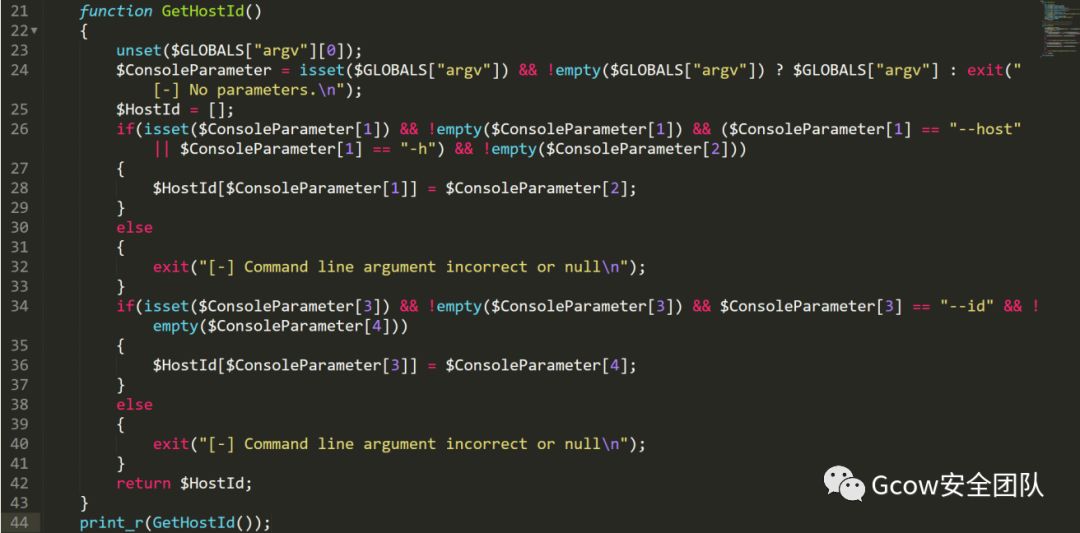 21 function GetHostId()
22 {
23 unset($GLOBALS["argv"][0]);
24 $ConsoleParameter = isset($GLOBALS["argv"]) && !empty($GLOBALS["argv"]) ? $GLOBALS["argv"] : exit("
[-] No parameters.\n");
25 $HostId = [];
26 if(isset($ConsoleParameter[1]) && !empty($ConsoleParameter[1]) && ($ConsoleParameter[1] == "--host"
|| $ConsoleParameter[1] == "-h") && !empty($ConsoleParameter[2]))
27 {
28 $HostId[$ConsoleParameter[1]] = $ConsoleParameter[2];
29 }
30 else
31 {
32 exit("[-] Command line argument incorrect or null\n");
33 }
34 if(isset($ConsoleParameter[3]) && !empty($ConsoleParameter[3]) && $ConsoleParameter[3] == "--id" && !
empty($ConsoleParameter[4]))
35 {
36 $HostId[$ConsoleParameter[3]] = $ConsoleParameter[4];
37 }
38 else
39 {
40 exit("[-] Command line argument incorrect or null\n");
41 }
42 return $HostId;
43 }
44 print_r(GetHostId());
Gcow安全团队